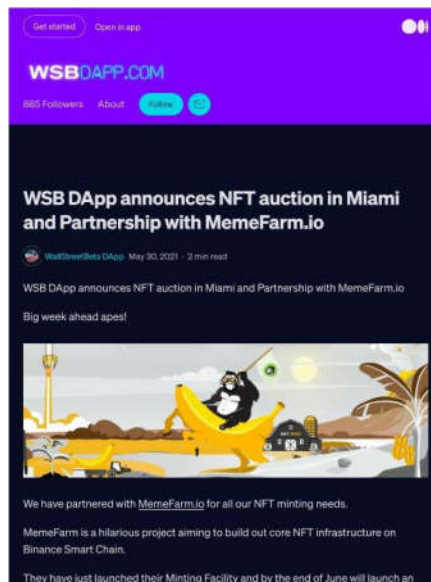 Get started Open in app
WSBDAPP.COM
885 Followers About Follow
WSB DApp announces NFT auction in Miami
and Partnership with MemeFarm.io
WallStreetBets DApp May 30, 2021 · 2 min read
WSB DApp announces NFT auction in Miami and Partnership with MemeFarm.io
Big week ahead apes!
We have partnered with MemeFarm.io for all our NFT minting needs.
MemeFarm is a hilarious project aiming to build out core NFT infrastructure on
Binance Smart Chain.
They have just launched their Minting Facility and by the end of June will launch an